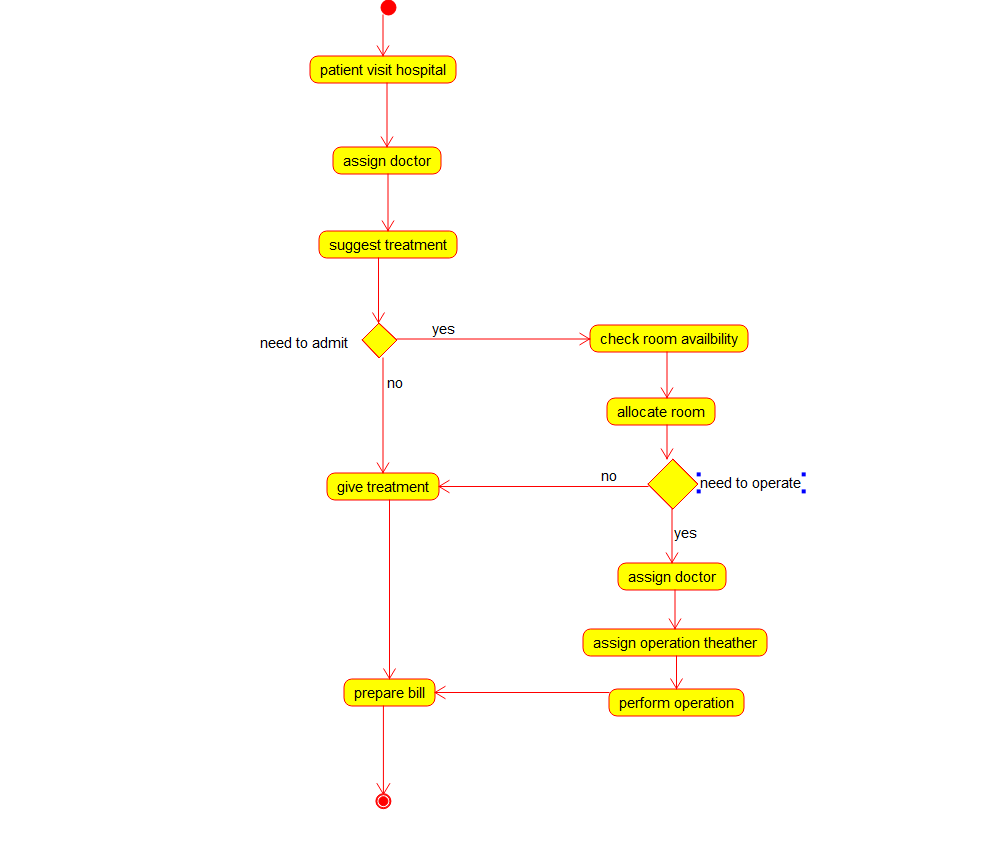 patient visit hospital
assign doctor
suggest treatment
need to admit
yes
check room availbility
no
allocate room
give treatment
no
need to operate
yes
assign doctor
assign operation theather
prepare bill
perform operation